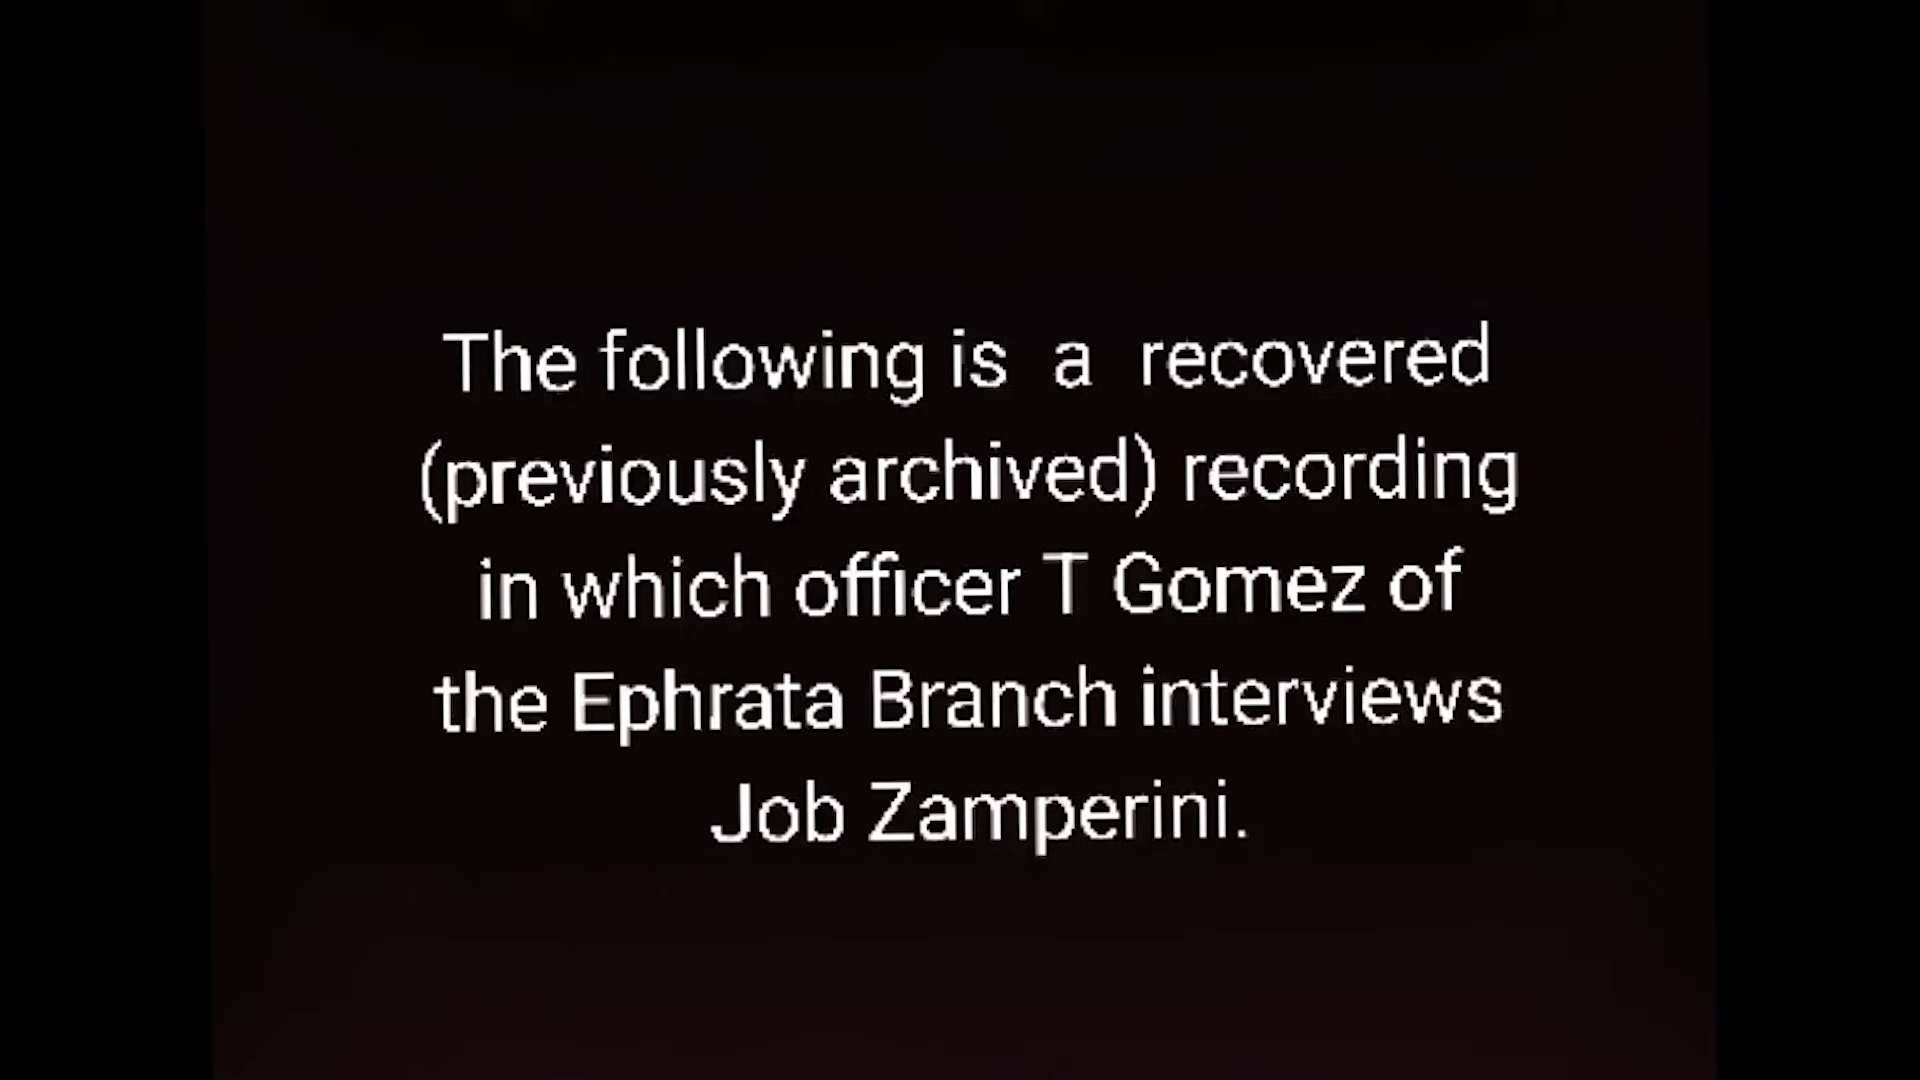 The following is a recovered
(previously archived) recording
in which officer T Gomez of
the Ephrata Branch interviews
Job Zamperini.